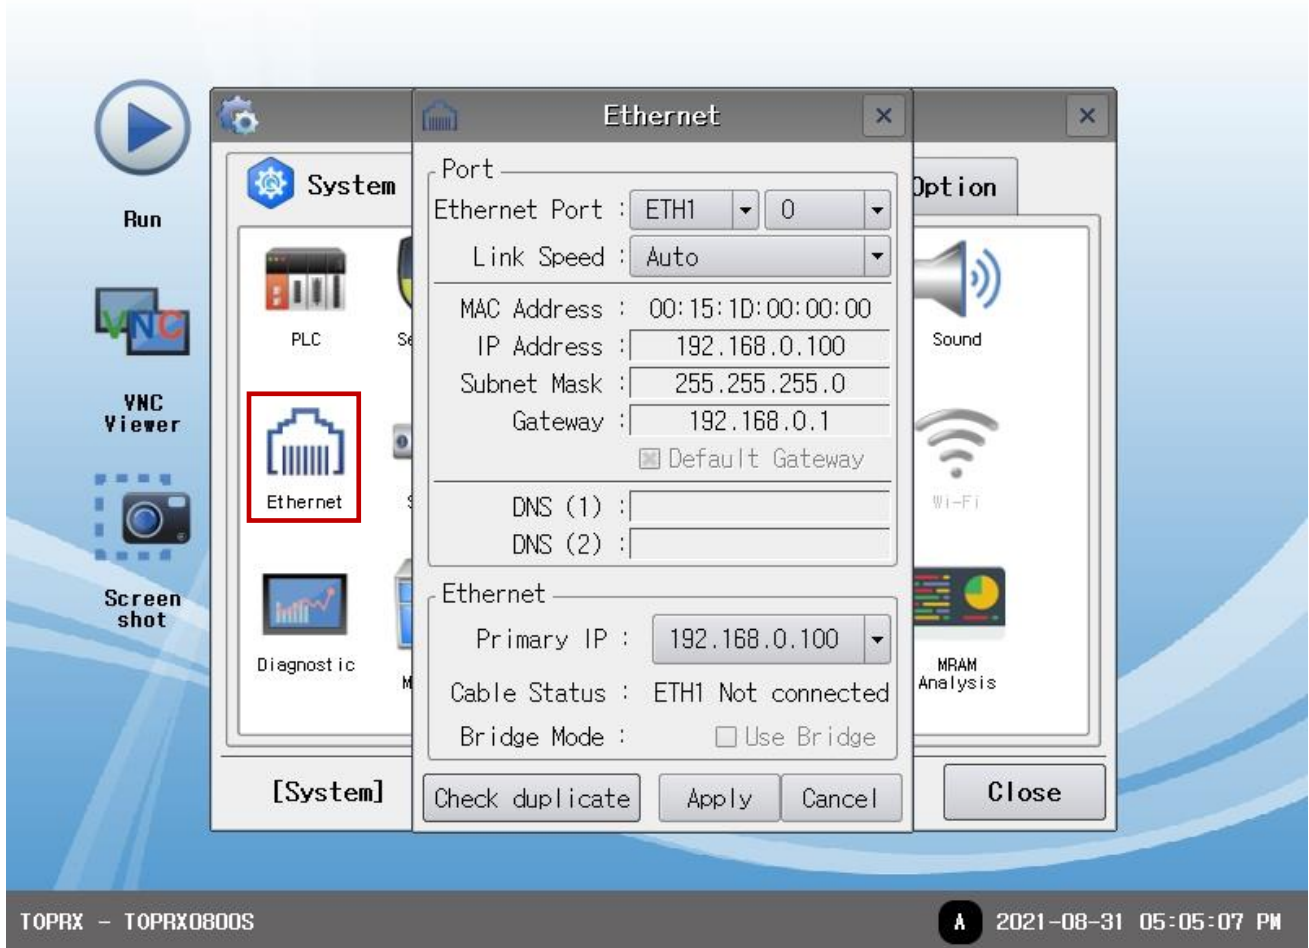 Run
VNC
Viewer
Screen
shot
System
Option
PLC
Sound
Ethernet
Wi-Fi
Diagnostic
MRAM
Analysis
[System]
Close
Ethernet
Port
Ethernet Port : ETH1 0
Link Speed : Auto
MAC Address : 00:15:1D:00:00:00
IP Address : 192.168.0.100
Subnet Mask : 255.255.255.0
Gateway : 192.168.0.1
Default Gateway
DNS (1) :
DNS (2) :
Ethernet
Primary IP : 192.168.0.100
Cable Status : ETH1 Not connected
Bridge Mode : Use Bridge
Check duplicate Apply Cancel
TOPRX - TOPRX0800S
A 2021-08-31 05:05:07 PM